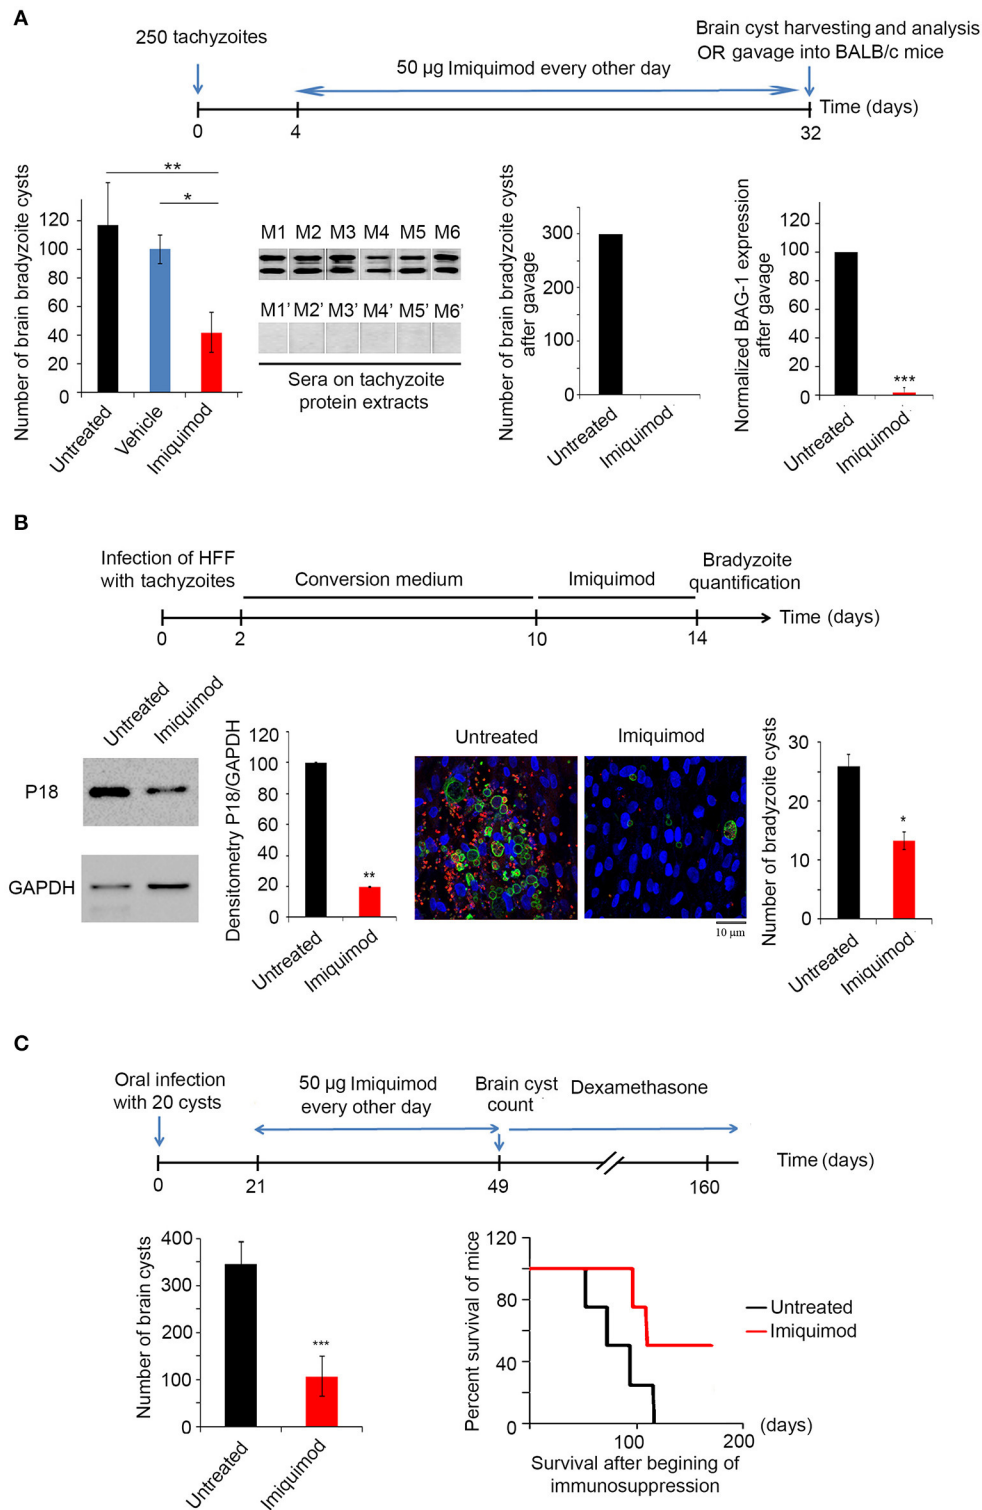 A
250 tachyzoites
Brain cyst harvesting and analysis
OR gavage into BALB/c mice
50 µg Imiquimod every other day
Time (days)
0
4
32
Number of brain bradyzoite cysts
120
100
80
60
40
20
0
**
*
Untreated
Vehicle
Imiquimod
M1 M2 M3 M4 M5 M6
M1' M2' M3' M4' M5' M6'
Sera on tachyzoite
protein extracts
Number of brain bradyzoite cysts
after gavage
300
200
100
0
Untreated
Imiquimod
Normalized BAG-1 expression
after gavage
120
100
80
60
40
20
0
***
Untreated
Imiquimod
B
Infection of HFF
with tachyzoites
Conversion medium
Imiquimod
Bradyzoite
quantification
Time (days)
0
2
10
14
Untreated
Imiquimod
P18
GAPDH
Densitometry P18/GAPDH
120
100
80
60
40
20
0
**
Untreated
Imiquimod
Untreated
Imiquimod
10 µm
Number of bradyzoite cysts
30
20
10
0
*
Untreated
Imiquimod
C
Oral infection
with 20 cysts
50 µg Imiquimod
every other day
Brain cyst
count
Dexamethasone
Time (days)
0
21
49
160
Number of brain cysts
400
300
200
100
0
***
Untreated
Imiquimod
Percent survival of mice
120
80
40
0
100
200
(days)
Untreated
Imiquimod
Survival after begining of
immunosuppression